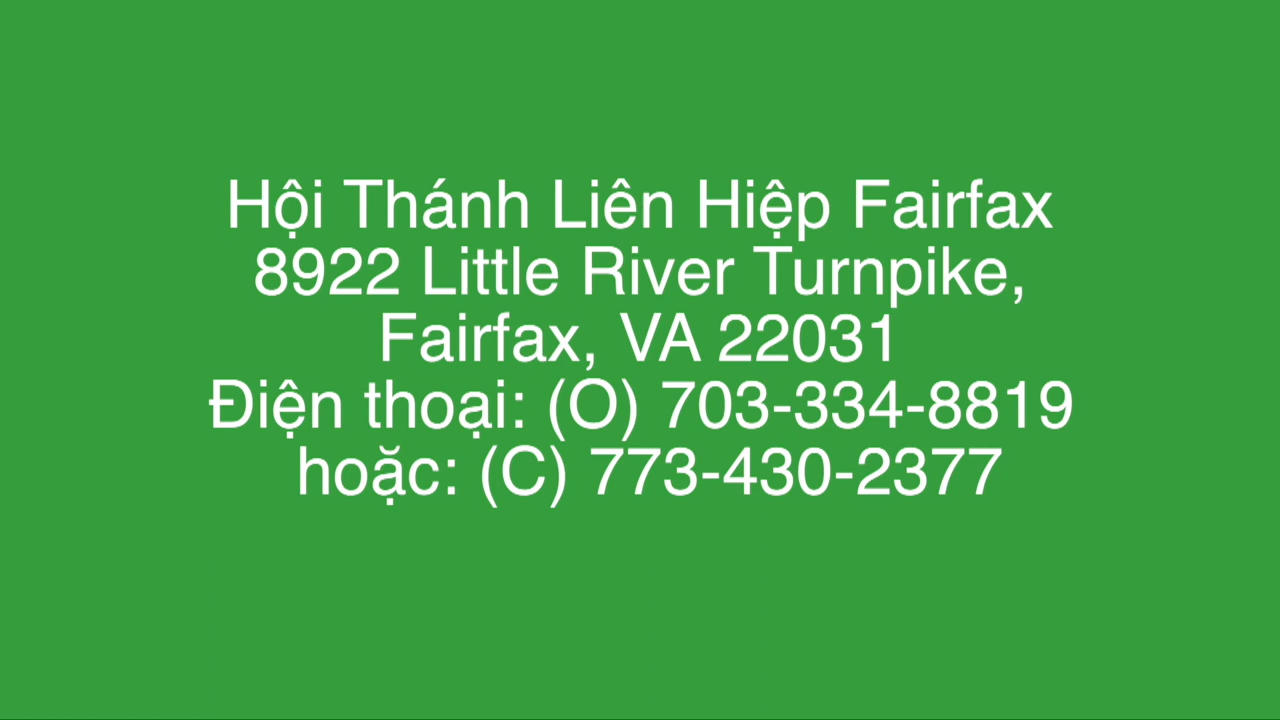 Hội Thánh Liên Hiệp Fairfax
8922 Little River Turnpike,
Fairfax, VA 22031
Điện thoại: (O) 703-334-8819
hoặc: (C) 773-430-2377